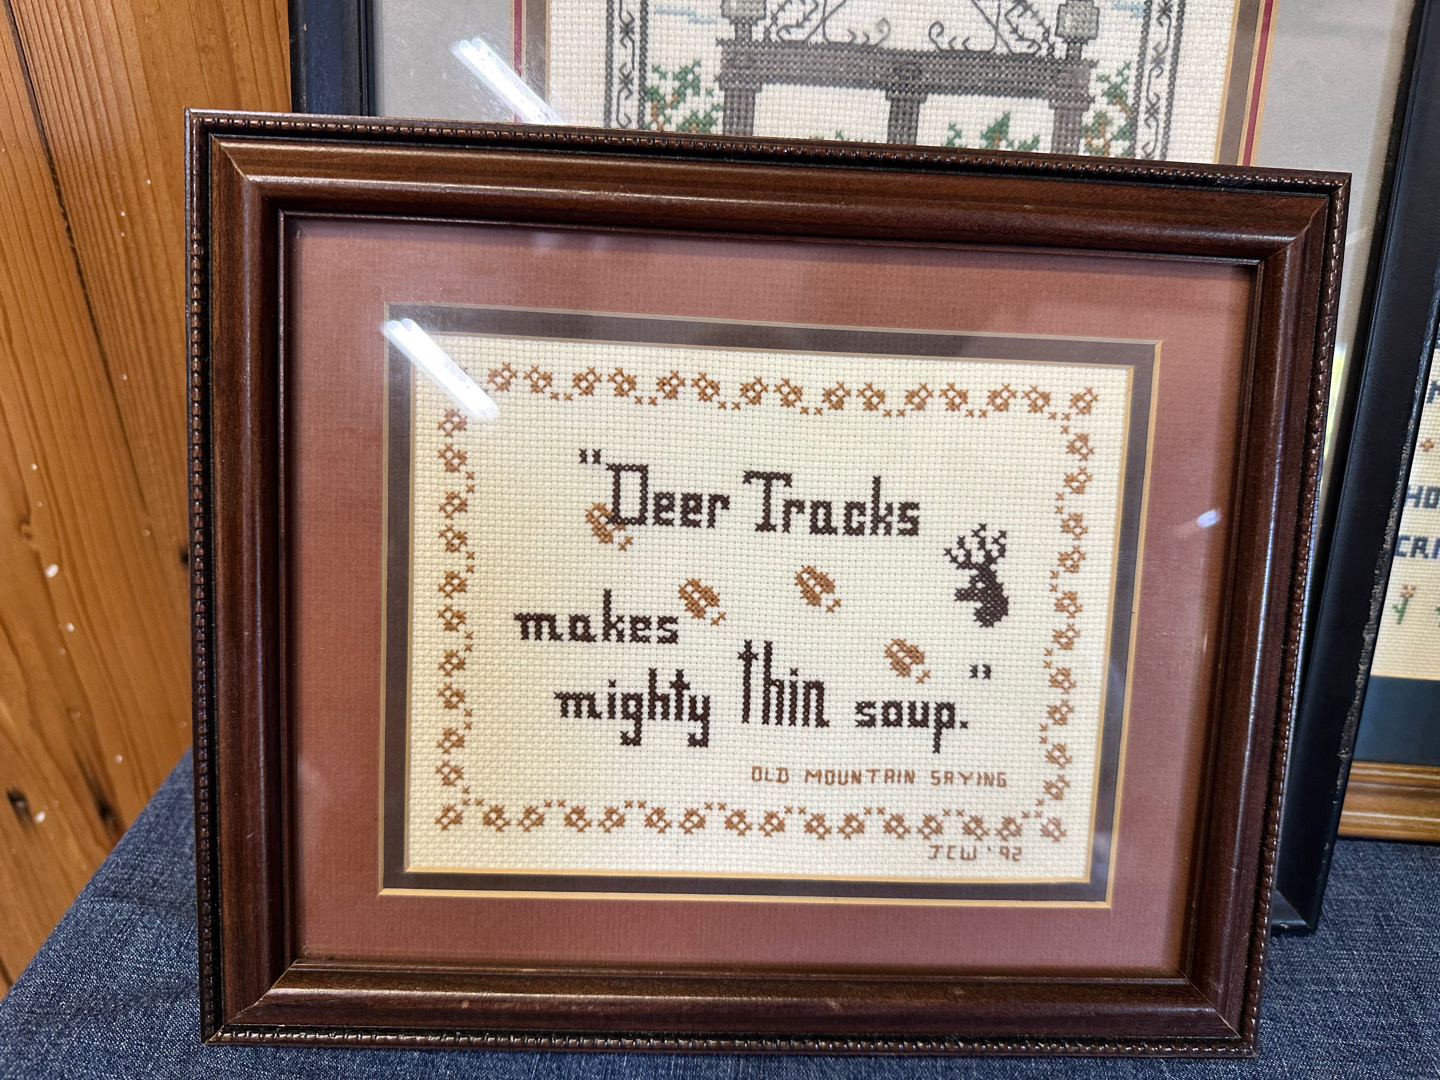 "Deer Tracks
makes
mighty thin soup."
OLD MOUNTAIN SAYING
JCW '92